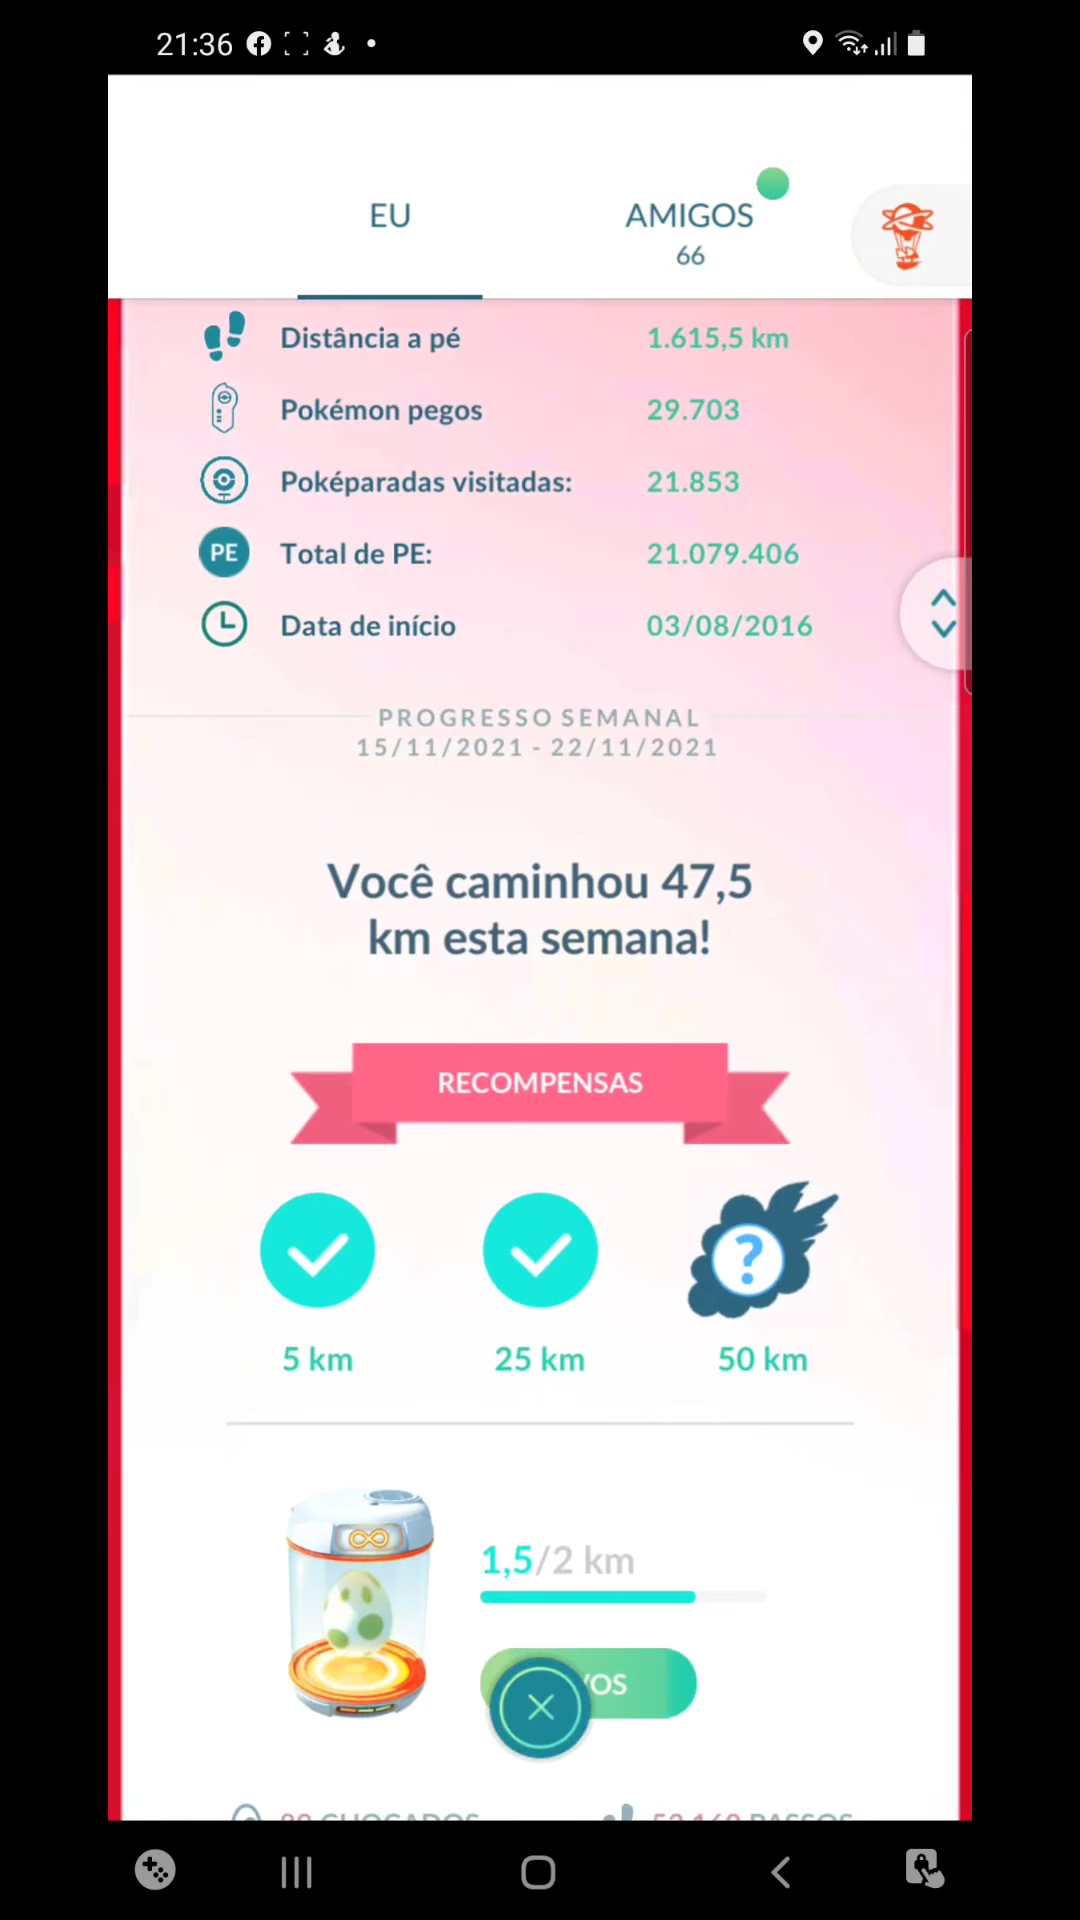 21:36
EU
AMIGOS
66
Distância a pé 1.615,5 km
Pokémon pegos 29.703
Poképaradas visitadas: 21.853
PE Total de PE: 21.079.406
Data de início 03/08/2016
PROGRESSO SEMANAL
15/11/2021 - 22/11/2021
Você caminhou 47,5
km esta semana!
RECOMPENSAS
?
5 km 25 km 50 km
1,5/2 km
VOS
CHOCADOS PASSOS